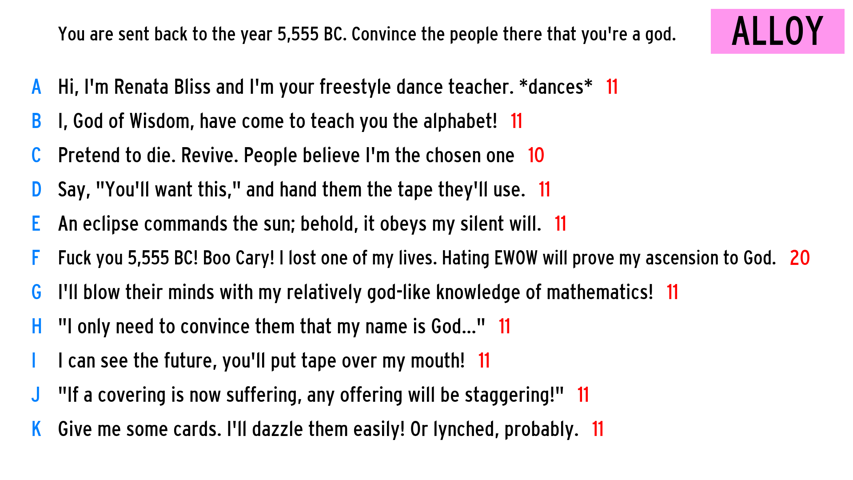 You are sent back to the year 5,555 BC. Convince the people there that you're a god.
ALLOY
A Hi, I'm Renata Bliss and I'm your freestyle dance teacher. *dances* 11
B I, God of Wisdom, have come to teach you the alphabet! 11
C Pretend to die. Revive. People believe I'm the chosen one 10
D Say, "You'll want this," and hand them the tape they'll use. 11
E An eclipse commands the sun; behold, it obeys my silent will. 11
F Fuck you 5,555 BC! Boo Cary! I lost one of my lives. Hating EWOW will prove my ascension to God. 20
G I'll blow their minds with my relatively god-like knowledge of mathematics! 11
H "I only need to convince them that my name is God..." 11
I I can see the future, you'll put tape over my mouth! 11
J "If a covering is now suffering, any offering will be staggering!" 11
K Give me some cards. I'll dazzle them easily! Or lynched, probably. 11